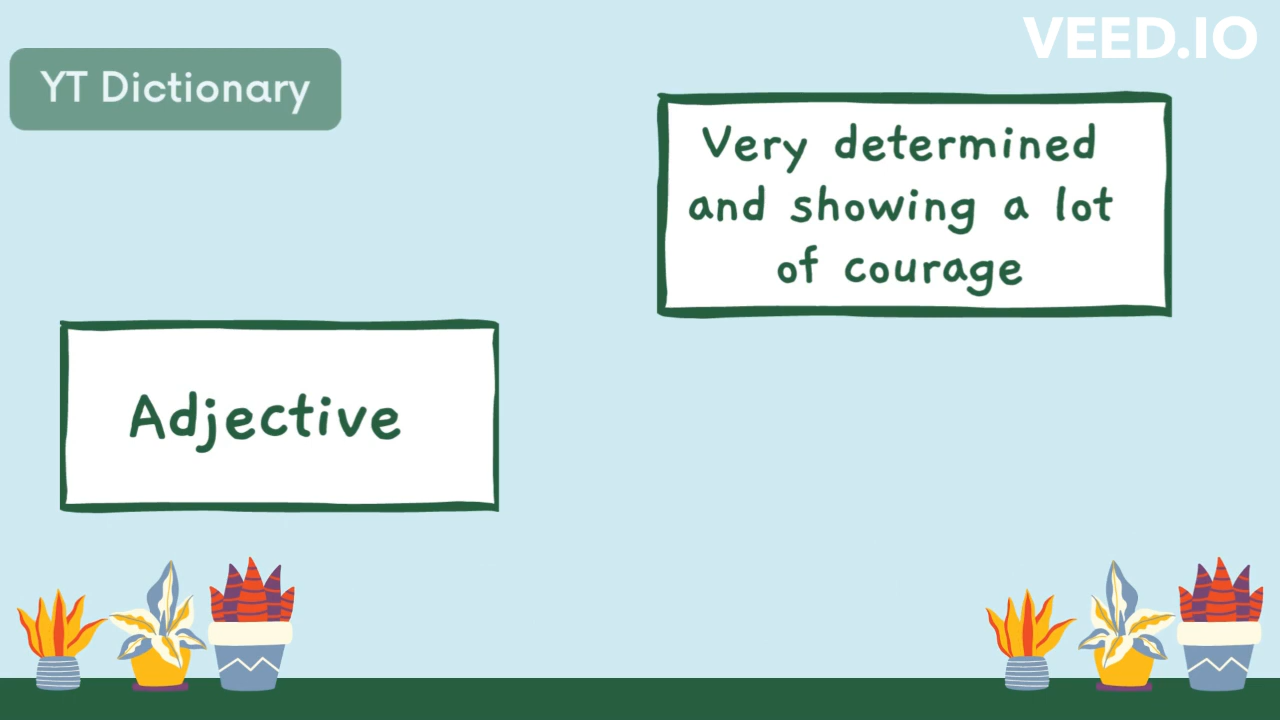 VEED.IO
YT Dictionary
Very determined
and showing a lot
of courage
Adjective